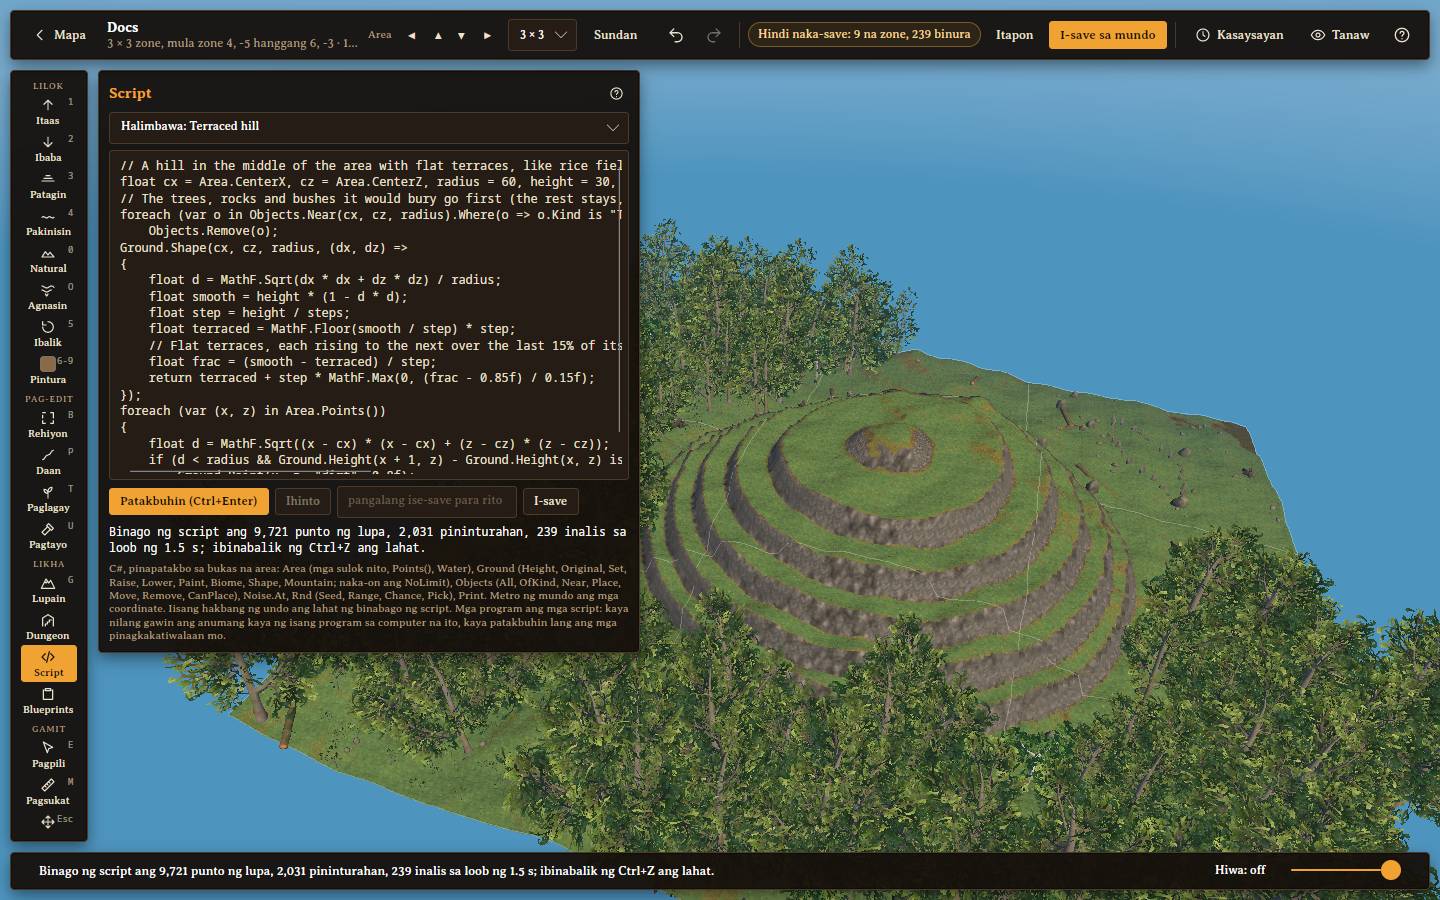 Mapa
Docs
3 × 3 zone, mula zone 4, -5 hanggang 6, -3 · 1...
Area
3 × 3
Sundan
Hindi naka-save: 9 na zone, 239 binura
Itapon
I-save sa mundo
Kasaysayan
Tanaw
LILOK
1
Itaas
2
Ibaba
3
Patagin
4
Pakinisin
0
Natural
O
Agnasin
5
Ibalik
6-9
Pintura
PAG-EDIT
B
Rehiyon
P
Daan
T
Paglagay
U
Pagtayo
LIKHA
G
Lupain
Dungeon
Script
Blueprints
GAMIT
E
Pagpili
M
Pagsukat
Esc
Script
Halimbawa: Terraced hill
// A hill in the middle of the area with flat terraces, like rice fiel
float cx = Area.CenterX, cz = Area.CenterZ, radius = 60, height = 30,
// The trees, rocks and bushes it would bury go first (the rest stays,
foreach (var o in Objects.Near(cx, cz, radius).Where(o => o.Kind is "T
Objects.Remove(o);
Ground.Shape(cx, cz, radius, (dx, dz) =>
{
float d = MathF.Sqrt(dx * dx + dz * dz) / radius;
float smooth = height * (1 - d * d);
float step = height / steps;
float terraced = MathF.Floor(smooth / step) * step;
// Flat terraces, each rising to the next over the last 15% of its
float frac = (smooth - terraced) / step;
return terraced + step * MathF.Max(0, (frac - 0.85f) / 0.15f);
});
foreach (var (x, z) in Area.Points())
{
float d = MathF.Sqrt((x - cx) * (x - cx) + (z - cz) * (z - cz));
if (d < radius && Ground.Height(x + 1, z) - Ground.Height(x, z) is
Patakbuhin (Ctrl+Enter)
Ihinto
pangalang ise-save para rito
I-save
Binago ng script ang 9,721 punto ng lupa, 2,031 pininturahan, 239 inalis sa
loob ng 1.5 s; ibinabalik ng Ctrl+Z ang lahat.
C#, pinapatakbo sa bukas na area: Area (mga sulok nito, Points(), Water), Ground (Height, Original, Set,
Raise, Lower, Paint, Biome, Shape, Mountain; naka-on ang NoLimit), Objects (All, OfKind, Near, Place,
Move, Remove, CanPlace), Noise.At, Rnd (Seed, Range, Chance, Pick), Print. Metro ng mundo ang mga
coordinate. Iisang hakbang ng undo ang lahat ng binabago ng script. Mga program ang mga script: kaya
nilang gawin ang anumang kaya ng isang program sa computer na ito, kaya patakbuhin lang ang mga
pinagkakatiwalaan mo.
Binago ng script ang 9,721 punto ng lupa, 2,031 pininturahan, 239 inalis sa loob ng 1.5 s; ibinabalik ng Ctrl+Z ang lahat.
Hiwa: off